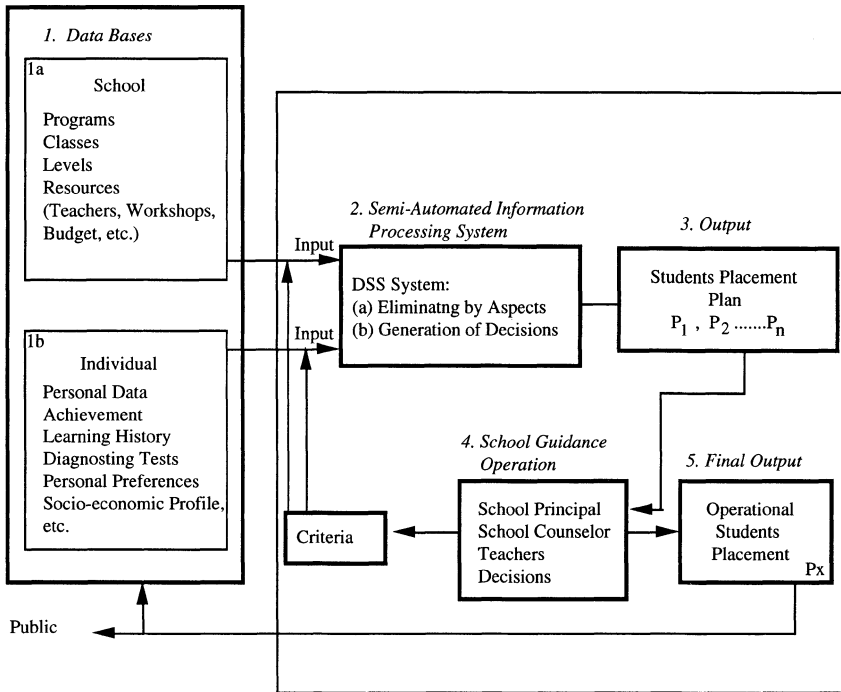 1. Data Bases
1a
School
Programs
Classes
Levels
Resources
(Teachers, Workshops,
Budget, etc.)
1b
Individual
Personal Data
Achievement
Learning History
Diagnosting Tests
Personal Preferences
Socio-economic Profile,
etc.
Public
Input
Input
2. Semi-Automated Information
Processing System
DSS System:
(a) Eliminatng by Aspects
(b) Generation of Decisions
3. Output
Students Placement
Plan
P1 , P2 .......Pn
4. School Guidance
Operation
School Principal
School Counselor
Teachers
Decisions
Criteria
5. Final Output
Operational
Students
Placement
Px